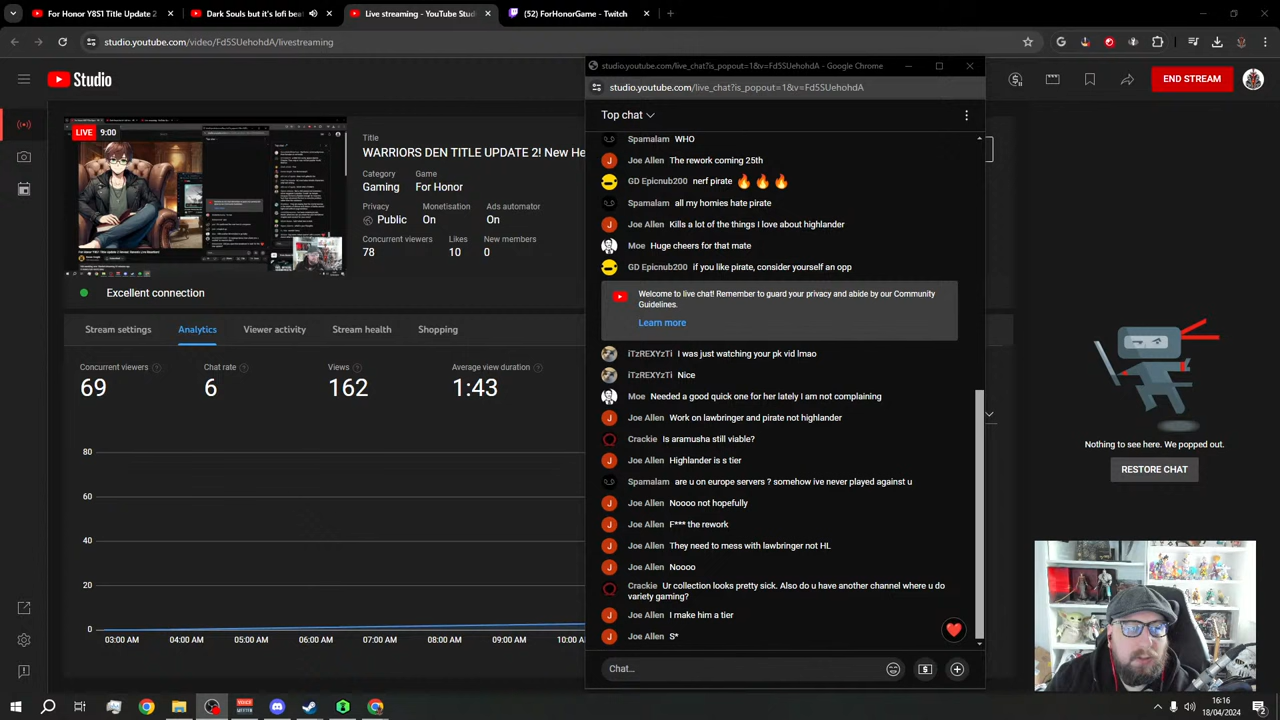 For Honor Y8S1 Title Update 2
Dark Souls but it's lofi bea
Live streaming - YouTube Stud
(52) ForHonorGame - Twitch
studio.youtube.com/video/Fd5SUehohdA/livestreaming
Studio
END STREAM
LIVE 9:00
Title
WARRIORS DEN TITLE UPDATE 2! New He
Category
Game
Gaming
For Honor
Privacy
Monetisation
Ads automator
Public
On
On
Concurrent viewers
Likes
New members
78
10
0
Excellent connection
Stream settings
Analytics
Viewer activity
Stream health
Shopping
Concurrent viewers
Chat rate
Views
Average view duration
69
6
162
1:43
80
60
40
20
0
03:00 AM
04:00 AM
05:00 AM
06:00 AM
07:00 AM
08:00 AM
09:00 AM
10:00
studio.youtube.com/live_chat?is_popout=1&v=Fd5SUehohdA - Google Chrome
studio.youtube.com/live_chat?is_popout=1&v=Fd5SUehohdA
Top chat
Spamalam WHO
Joe Allen The rework coming 25th
GD Epicnub200 nerf pirate
Spamalam all my homies hate pirate
Joe Allen Look a lot of them Iwow I love about highlander
Moe Huge cheers for that mate
GD Epicnub200 if you like pirate, consider yourself an opp
Welcome to live chat! Remember to guard your privacy and abide by our Community
Guidelines.
Learn more
iTzREXYzTi I was just watching your pk vid lmao
iTzREXYzTi Nice
Moe Needed a good quick one for her lately I am not complaining
Joe Allen Work on lawbringer and pirate not highlander
Crackie Is aramusha still viable?
Joe Allen Highlander is s tier
Spamalam are u on europe servers ? somehow ive never played against u
Joe Allen Noooo not hopefully
Joe Allen F*** the rework
Joe Allen They need to mess with lawbringer not HL
Joe Allen Noooo
Crackie Ur collection looks pretty sick. Also do u have another channel where u do
variety gaming?
Joe Allen I make him a tier
Joe Allen S*
Chat...
Nothing to see here. We popped out.
RESTORE CHAT
16:16
18/04/2024